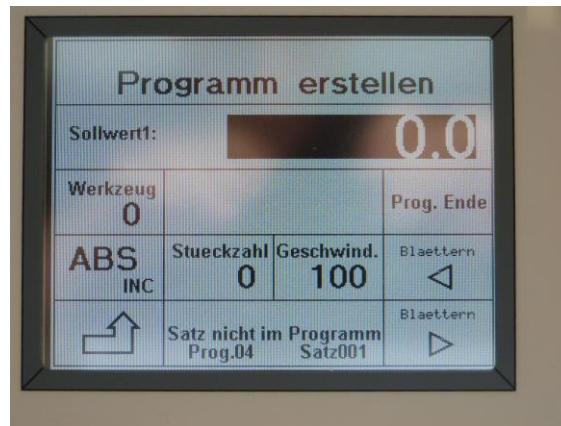 Programm erstellen
Sollwert1: 0.0
Werkzeug
0
Prog. Ende
ABS
INC
Stueckzahl
0
Geschwind.
100
Blaettern
Satz nicht im Programm
Prog.04 Satz001
Blaettern